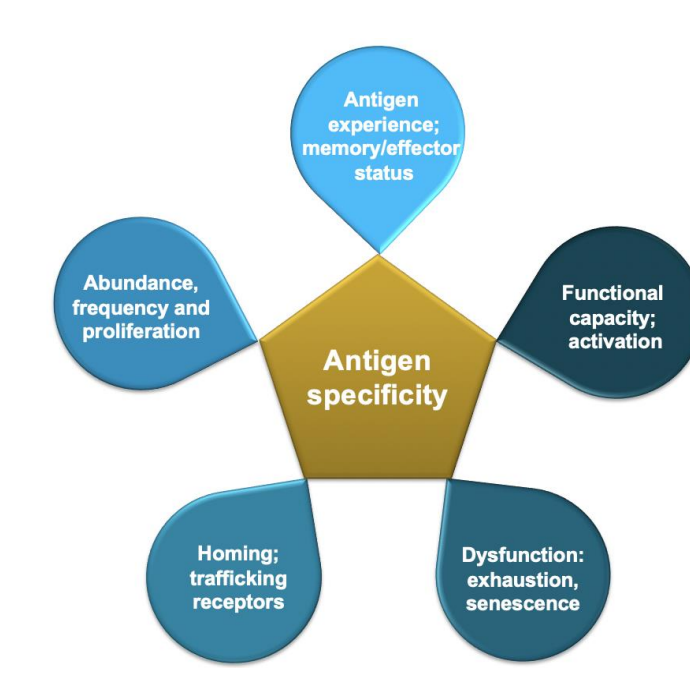 Antigen
experience;
memory/effector
status
Abundance,
frequency and
proliferation
Functional
capacity;
activation
Antigen
specificity
Homing;
trafficking
receptors
Dysfunction:
exhaustion,
senescence